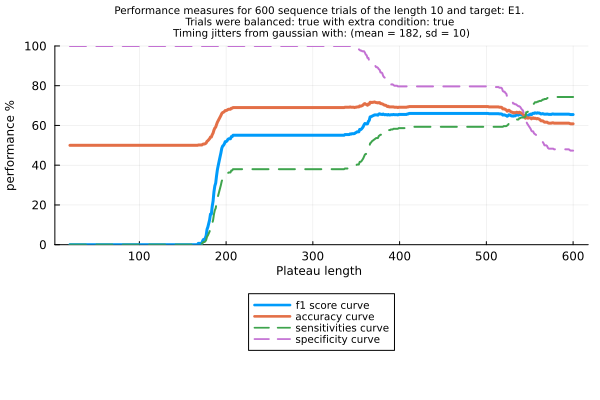 Performance measures for 600 sequence trials of the length 10 and target: E1.
Trials were balanced: true with extra condition: true
Timing jitters from gaussian with: (mean = 182, sd = 10)
100
80
60
40
20
0
performance %
100 200 300 400 500 600
Plateau length
f1 score curve
accuracy curve
sensitivities curve
specificity curve